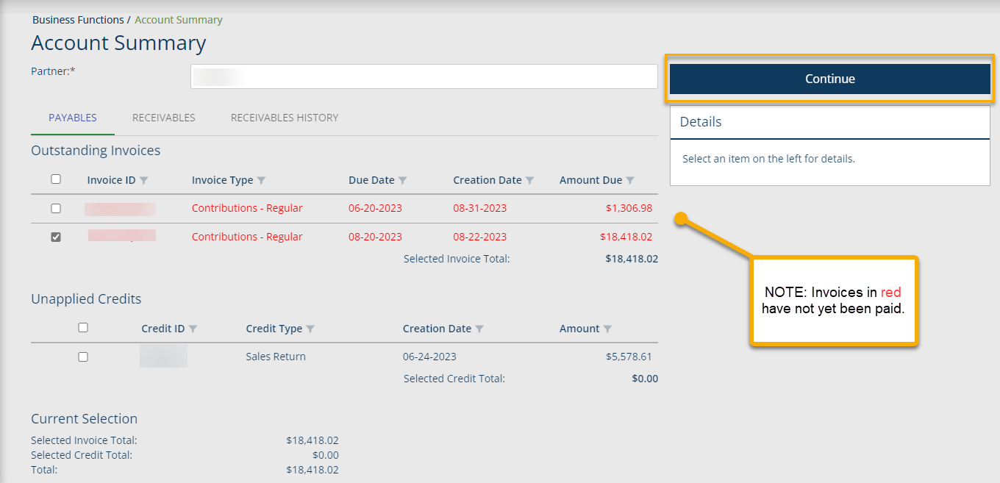 Business Functions / Account Summary
Account Summary
Partner:*
Continue
PAYABLES RECEIVABLES RECEIVABLES HISTORY
Details
Outstanding Invoices
Select an item on the left for details.
Invoice ID Invoice Type Due Date Creation Date Amount Due
Contributions - Regular 06-20-2023 08-31-2023 $1,306.98
Contributions - Regular 08-20-2023 08-22-2023 $18,418.02
Selected Invoice Total: $18,418.02
NOTE: Invoices in red
have not yet been paid.
Unapplied Credits
Credit ID Credit Type Creation Date Amount
Sales Return 06-24-2023 $5,578.61
Selected Credit Total: $0.00
Current Selection
Selected Invoice Total: $18,418.02
Selected Credit Total: $0.00
Total: $18,418.02